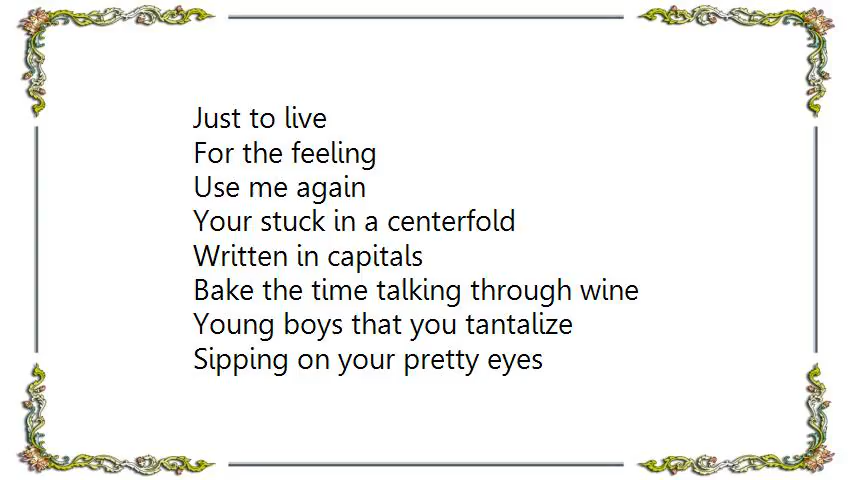 Just to live
For the feeling
Use me again
Your stuck in a centerfold
Written in capitals
Bake the time talking through wine
Young boys that you tantalize
Sipping on your pretty eyes